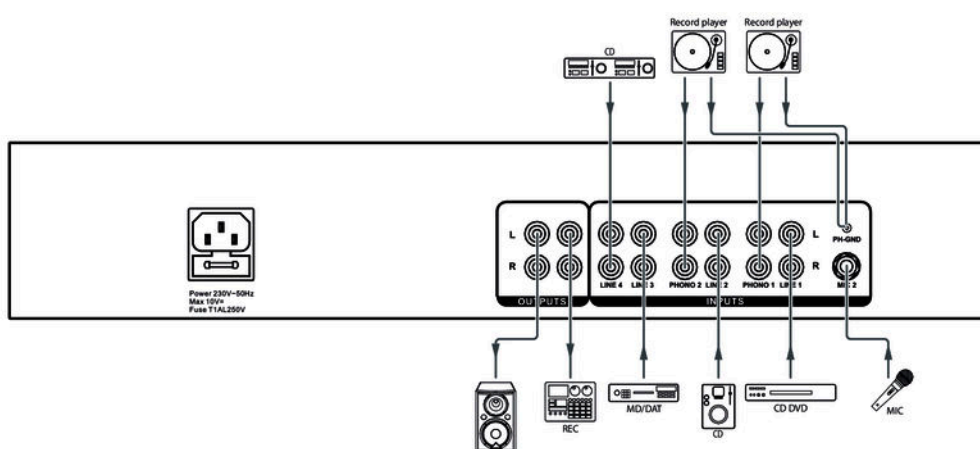 Record player
Record player
CD
L
R
L
R
PH-GND
LINE 4
LINE 3
PHONO 2
LINE 2
PHONO 1
LINE 1
MIC 2
OUTPUTS
INPUTS
Power 230V~50Hz
Max 10V=
Fuse T1AL250V
REC
MD/DAT
CD
CD DVD
MIC